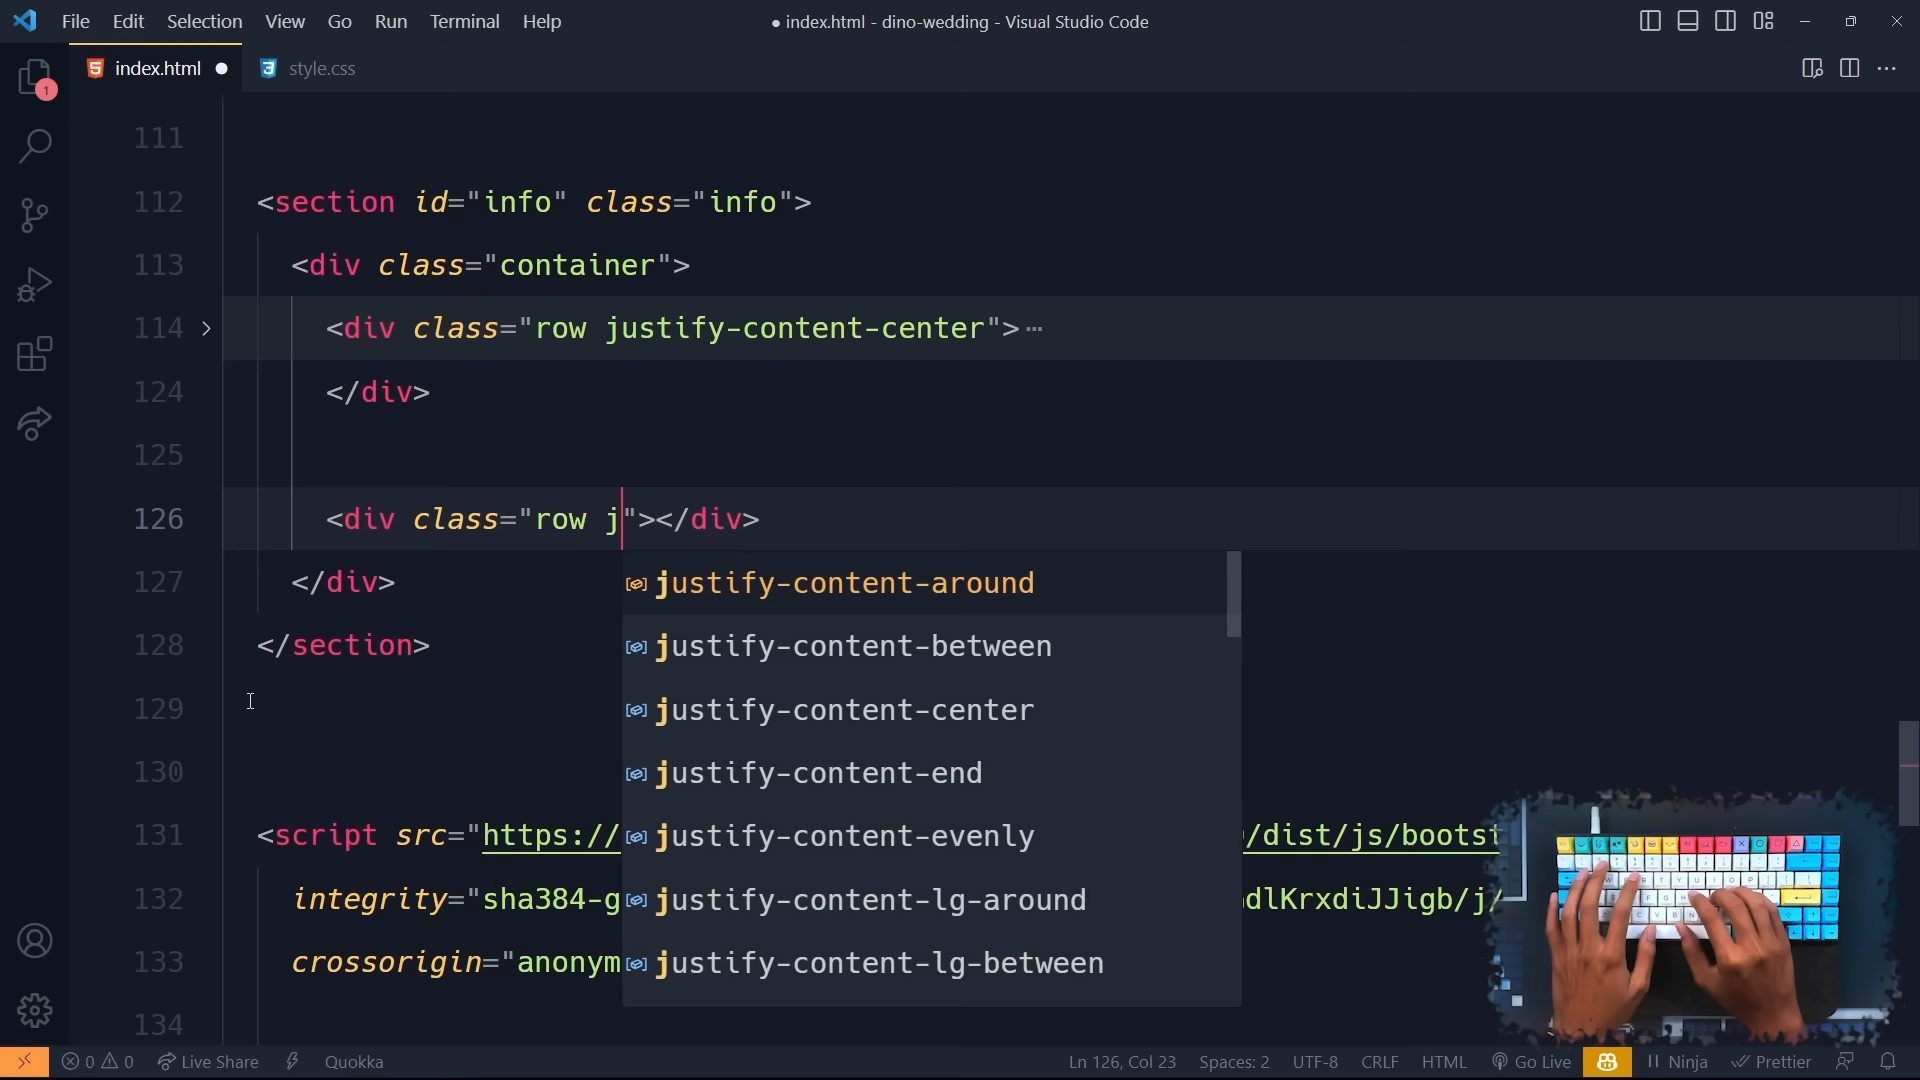 File Edit Selection View Go Run Terminal Help
● index.html - dino-wedding - Visual Studio Code
index.html ●
style.css
1
111
112 <section id="info" class="info">
113 <div class="container">
114 <div class="row justify-content-center">
124 </div>
125
126 <div class="row j"></div>
127 </div>
128 </section>
129
130
131 <script src="https:// /dist/js/bootst
132 integrity="sha384-g dlKrxdiJJigb/j/
133 crossorigin="anonym
134
justify-content-around
justify-content-between
justify-content-center
justify-content-end
justify-content-evenly
justify-content-lg-around
justify-content-lg-between
0 0 Live Share Quokka
Ln 126, Col 23 Spaces: 2 UTF-8 CRLF HTML Go Live Ninja Prettier